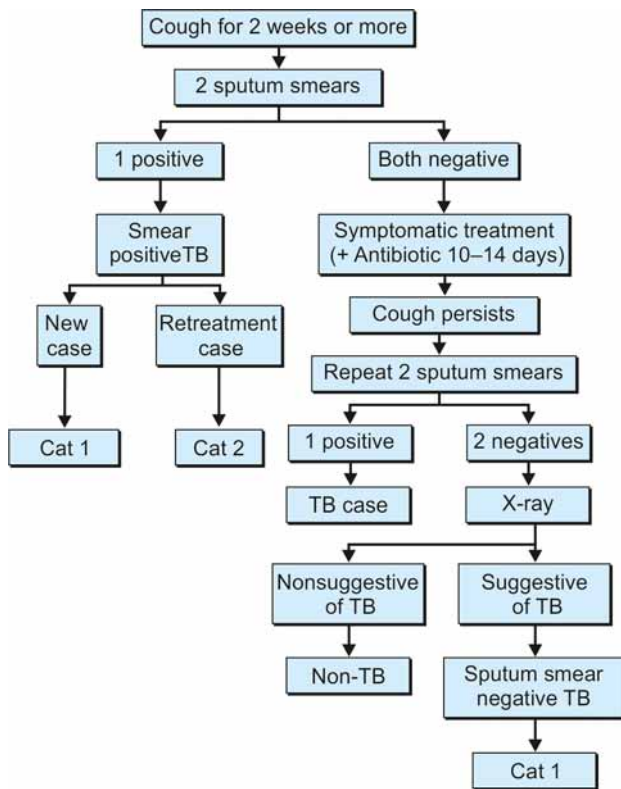 Cough for 2 weeks or more
2 sputum smears
1 positive
Both negative
Smear
positive TB
Symptomatic treatment
(+ Antibiotic 10–14 days)
New
case
Retreatment
case
Cough persists
Repeat 2 sputum smears
Cat 1
Cat 2
1 positive
2 negatives
TB case
X-ray
Nonsuggestive
of TB
Suggestive
of TB
Non-TB
Sputum smear
negative TB
Cat 1